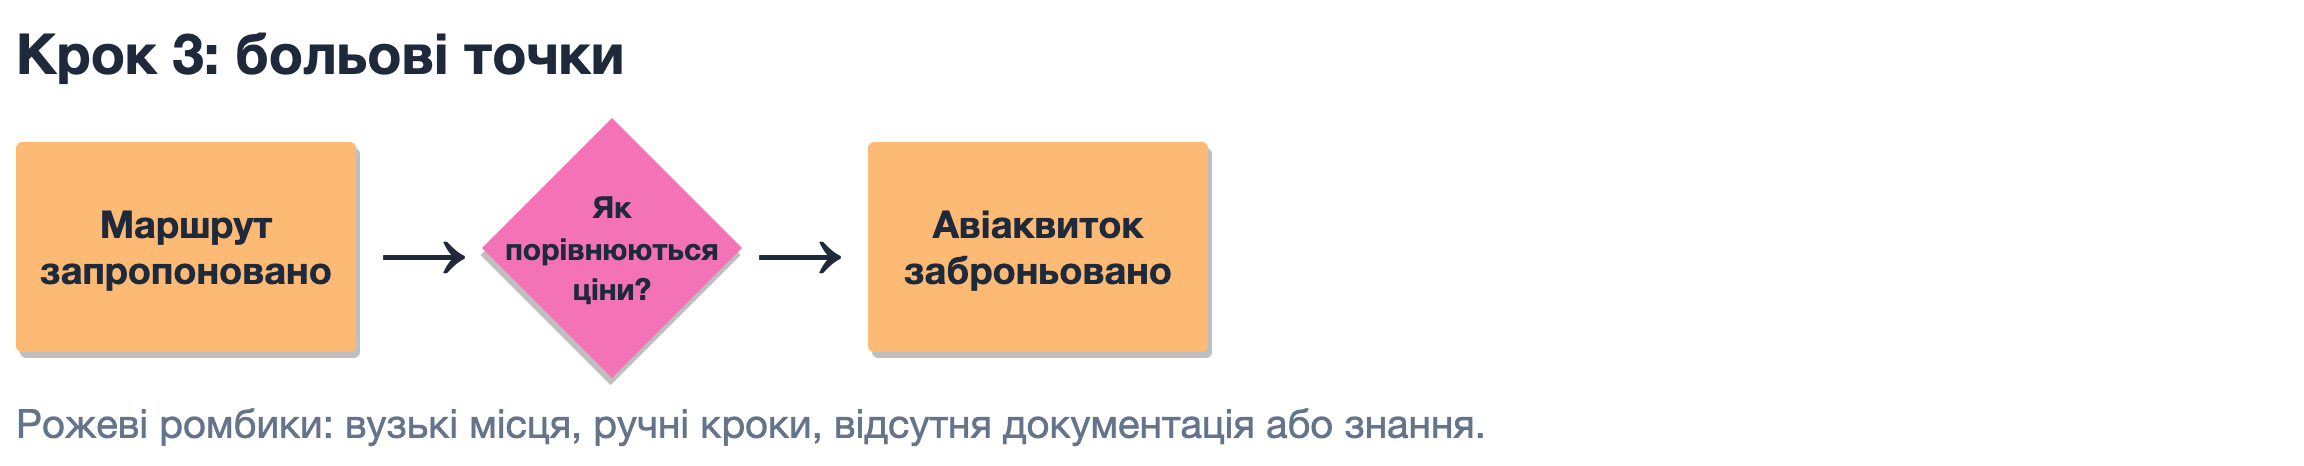 Крок 3: больові точки
Маршрут
запропоновано
Як
порівнюються
ціни?
Авіаквиток
заброньовано
Рожеві ромбики: вузькі місця, ручні кроки, відсутня документація або знання.